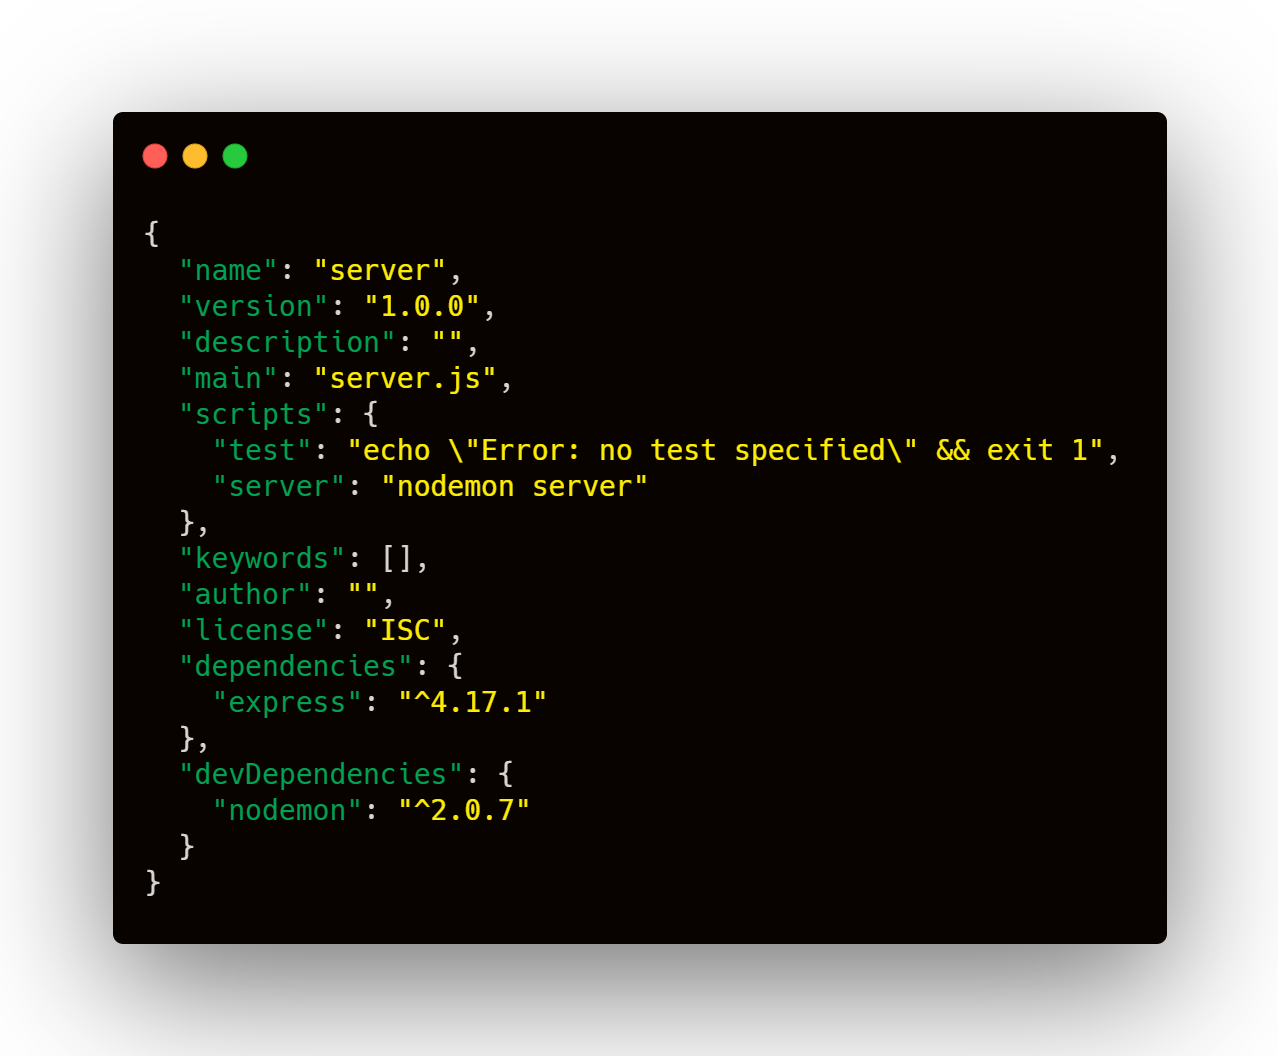 {
  "name": "server",
  "version": "1.0.0",
  "description": "",
  "main": "server.js",
  "scripts": {
    "test": "echo \"Error: no test specified\" && exit 1",
    "server": "nodemon server"
  },
  "keywords": [],
  "author": "",
  "license": "ISC",
  "dependencies": {
    "express": "^4.17.1"
  },
  "devDependencies": {
    "nodemon": "^2.0.7"
  }
}